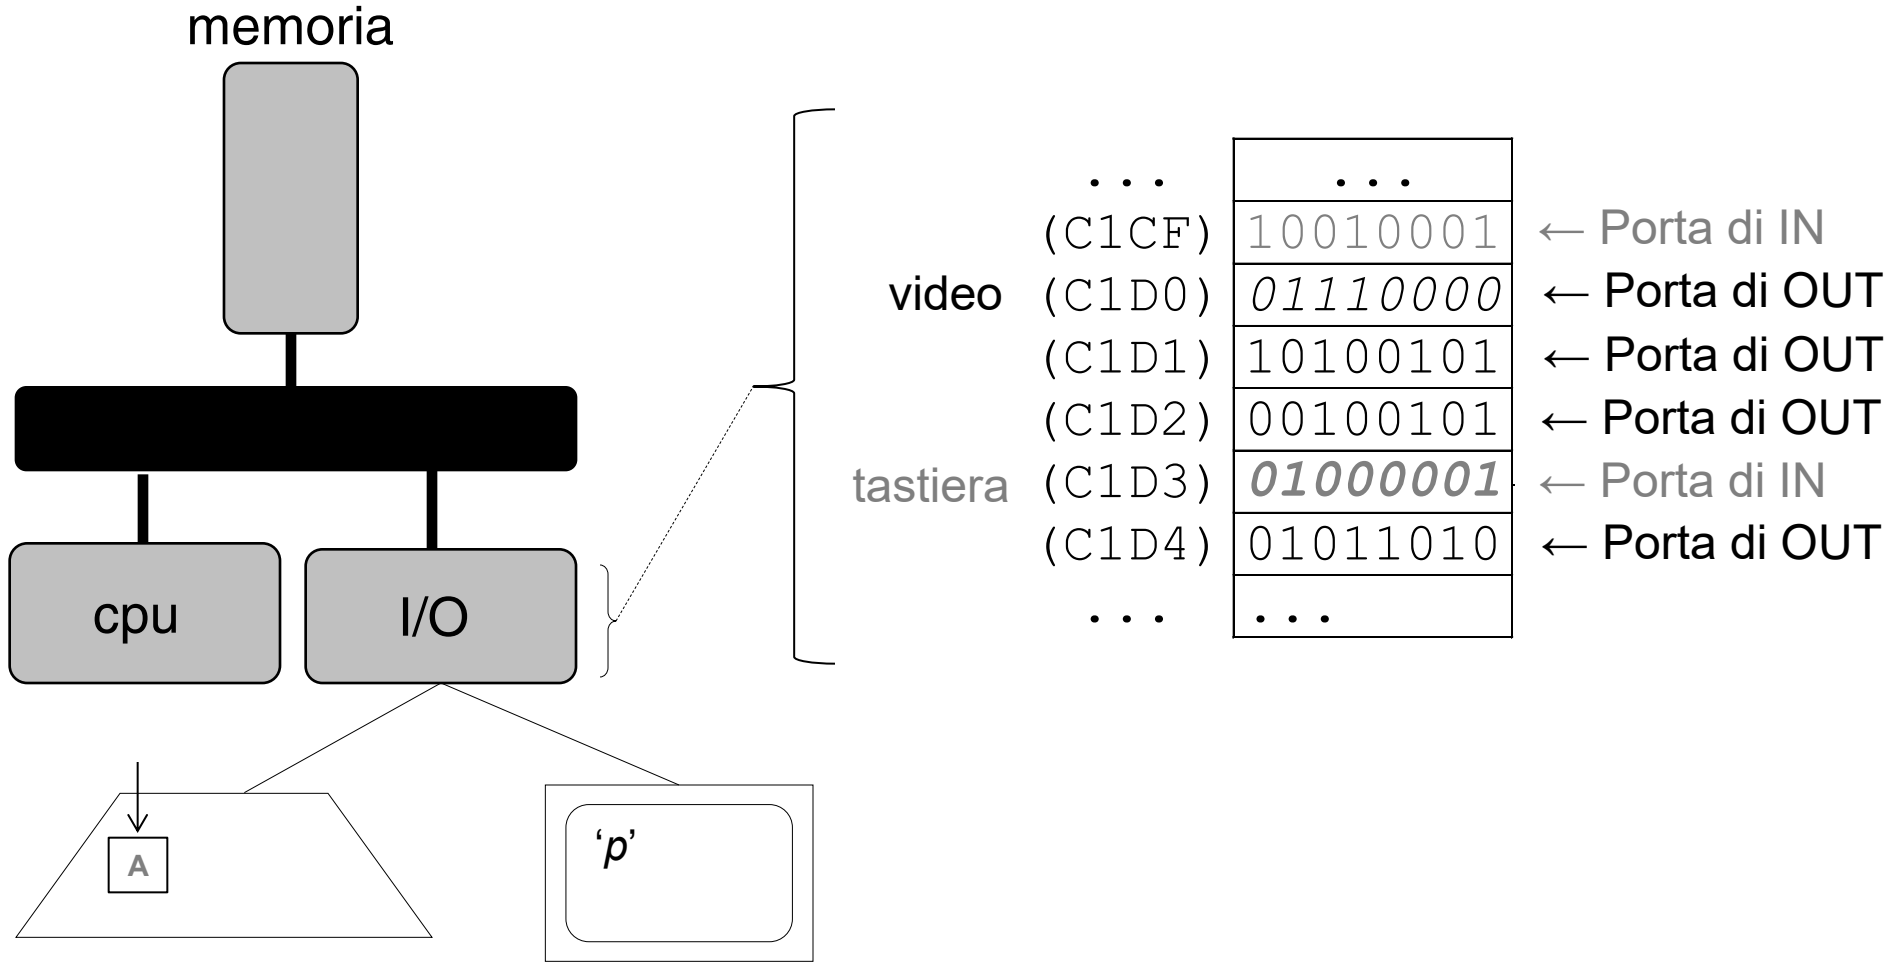 memoria
cpu
I/O
A
‘p’
... ...
(C1CF) 10010001 ← Porta di IN
video (C1D0) 01110000 ← Porta di OUT
(C1D1) 10100101 ← Porta di OUT
(C1D2) 00100101 ← Porta di OUT
tastiera (C1D3) 01000001 ← Porta di IN
(C1D4) 01011010 ← Porta di OUT
... ...